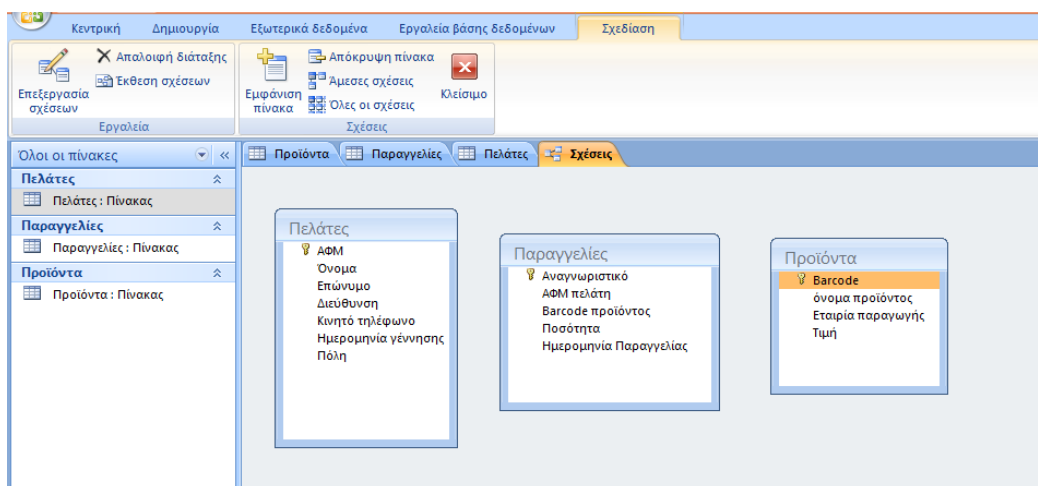 Κεντρική Δημιουργία Εξωτερικά δεδομένα Εργαλεία βάσης δεδομένων Σχεδίαση
Επεξεργασία σχέσεων
Απαλοιφή διάταξης
Έκθεση σχέσεων
Εργαλεία
Εμφάνιση πίνακα
Απόκρυψη πίνακα
Άμεσες σχέσεις
Όλες οι σχέσεις
Κλείσιμο
Σχέσεις
Όλοι οι πίνακες
Πελάτες
Πελάτες : Πίνακας
Παραγγελίες
Παραγγελίες : Πίνακας
Προϊόντα
Προϊόντα : Πίνακας
Προϊόντα Παραγγελίες Πελάτες Σχέσεις
Πελάτες
ΑΦΜ
Όνομα
Επώνυμο
Διεύθυνση
Κινητό τηλέφωνο
Ημερομηνία γέννησης
Πόλη
Παραγγελίες
Αναγνωριστικό
ΑΦΜ πελάτη
Barcode προϊόντος
Ποσότητα
Ημερομηνία Παραγγελίας
Προϊόντα
Barcode
όνομα προϊόντος
Εταιρία παραγωγής
Τιμή